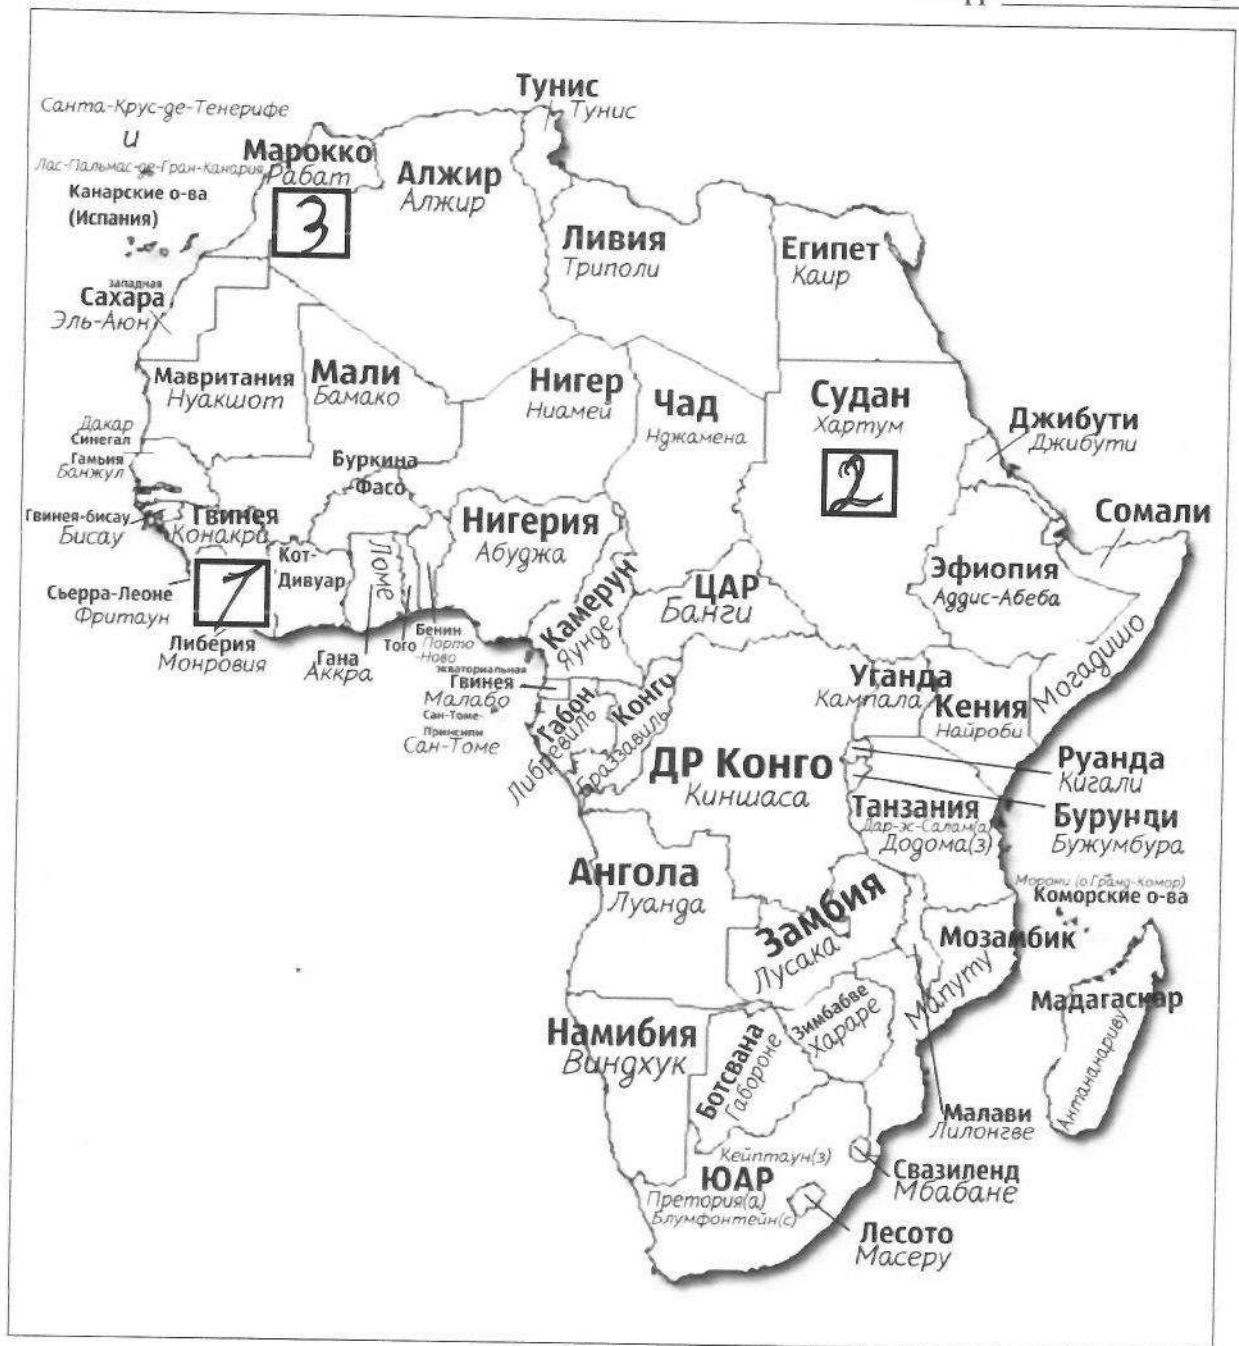 Тунис
Тунис
Санта-Крус-де-Тенерифе
и
Лас-Пальмас-де-Гран-Канария
Канарские о-ва
(Испания)
Марокко
Рабат
3
Алжир
Алжир
Ливия
Триполи
Египет
Каир
западная
Сахара
Эль-Аюн
Мавритания
Нуакшот
Мали
Бамако
Нигер
Ниамей
Чад
Нджамена
Судан
Хартум
2
Джибути
Джибути
Дакар
Синегал
Гамбия
Банжул
Буркина
Фасо
Гвинея-бисау
Бисау
Гвинея
Конакри
Нигерия
Абуджа
Сомали
Могадишо
Эфиопия
Аддис-Абеба
Сьерра-Леоне
Фритаун
1
Кот-
Дивуар
Ломе
Либерия
Монровия
Гана
Аккра
Того
Бенин
Порто
-Ново
Камерун
Яунде
ЦАР
Банги
экваториальная
Гвинея
Малабо
Сан-Томе-
Принсипи
Сан-Томе
Габон
Либревиль
Конго
Браззавиль
Уганда
Кампала
Кения
Найроби
ДР Конго
Киншаса
Руанда
Кигали
Бурунди
Бужумбура
Танзания
Дар-эс-Салам(а)
Додома(з)
Морони (о Гранд-Комор)
Коморские о-ва
Ангола
Луанда
Замбия
Лусака
Мозамбик
Мапуту
Мадагаскар
Антананариву
Намибия
Виндхук
Ботсвана
Габороне
Зимбабве
Хараре
Малави
Лилонгве
Кейптаун(з)
ЮАР
Претория(а)
Блумфонтейн(с)
Свазиленд
Мбабане
Лесото
Масеру